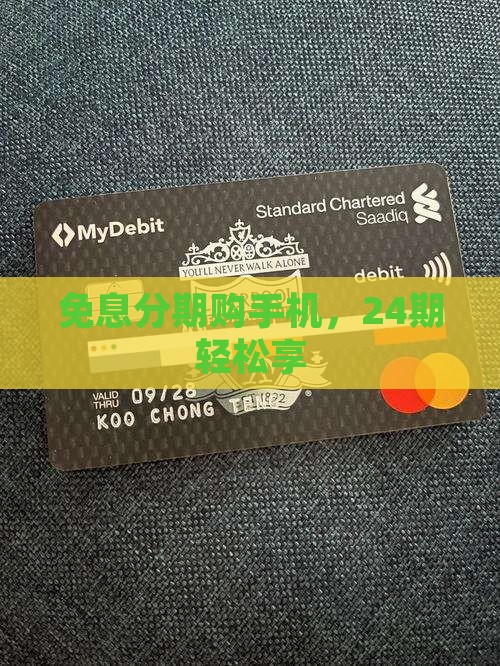 MyDebit
Standard Chartered
Saadiq
YOU'LL NEVER WALK ALONE
debit
免息分期购手机，24期
轻松享
VALID
THRU
09/28
KOO CHONG
1892